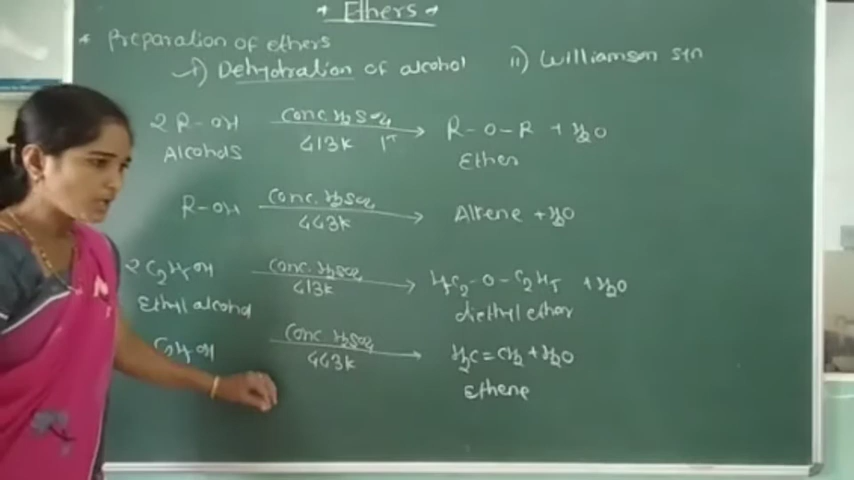 * Ethers *
* Preparation of ethers
i) Dehydration of alcohol ii) Williamson syn
2 R-OH Conc. H2SO4 413K 1° R-O-R + H2O
Alcohols Ether
R-OH Conc. H2SO4 443K Alkene + H2O
2 C2H5OH Conc. H2SO4 413K H5C2-O-C2H5 + H2O
Ethyl alcohol diethyl ether
C2H5OH Conc. H2SO4 443K H2C=CH2 + H2O
Ethene